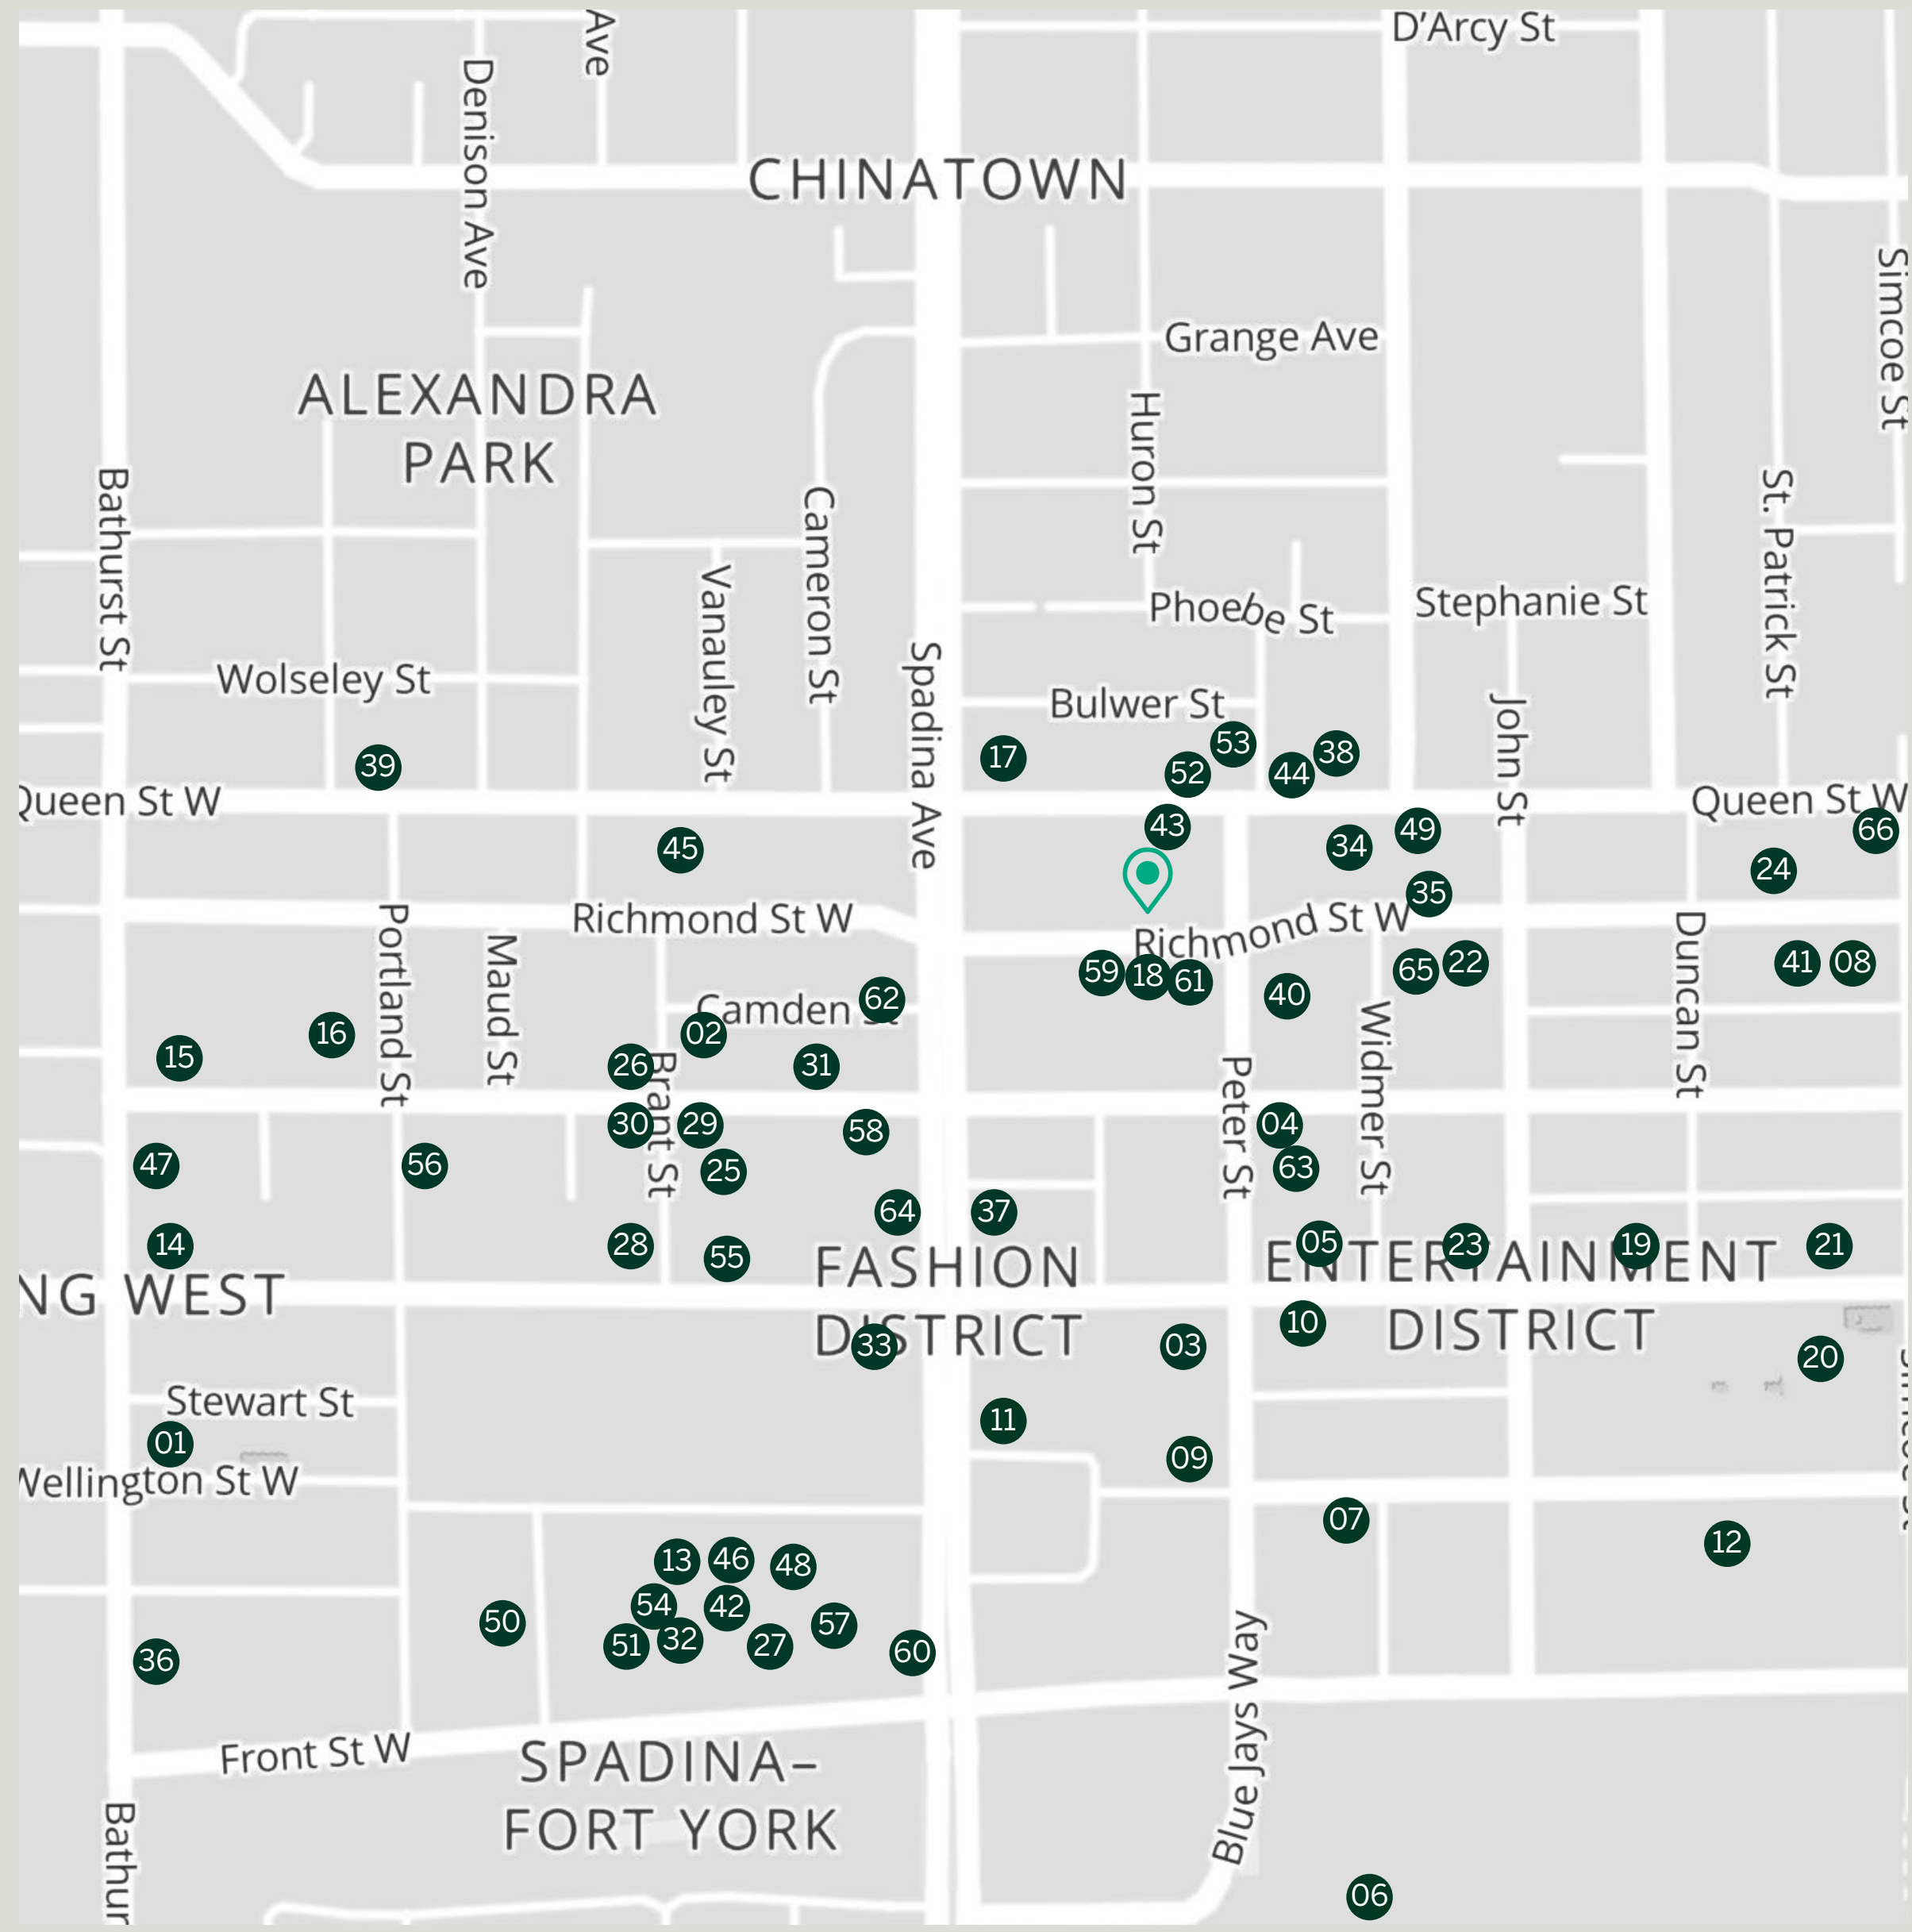 D'Arcy St
Ave
Denison Ave
CHINATOWN
Simcoe St
Grange Ave
ALEXANDRA
PARK
Huron St
Bathurst St
St. Patrick St
Cameron St
Vanauley St
Phoebe St
Stephanie St
Spadina Ave
Wolseley St
Bulwer St
John St
53
38
17
39
52
44
Queen St W
Queen St W
43
49
66
34
45
24
35
Portland St
Richmond St W
Richmond St W
Duncan St
Maud St
59
18
61
65
22
41
08
40
62
Camden St
Widmer St
16
02
15
26
31
Brant St
Peter St
30
29
58
04
47
56
25
63
64
37
14
28
55
FASHION
DISTRICT
05
23
19
21
ENTERTAINMENT
DISTRICT
NG WEST
10
33
03
20
Stewart St
11
01
09
Wellington St W
07
12
13
46
48
54
42
50
57
51
32
27
60
36
Blue Jays Way
Front St W
SPADINA–
FORT YORK
Bathur
06